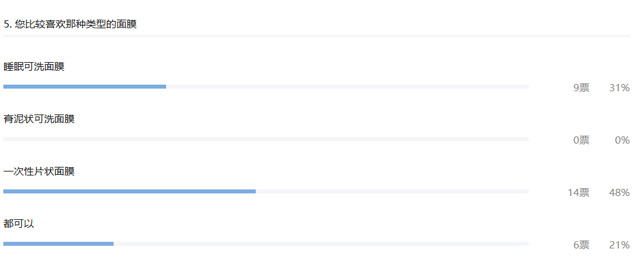 5. 您比较喜欢那种类型的面膜
睡眠可洗面膜
9票 31%
脊泥状可洗面膜
0票 0%
一次性片状面膜
14票 48%
都可以
6票 21%